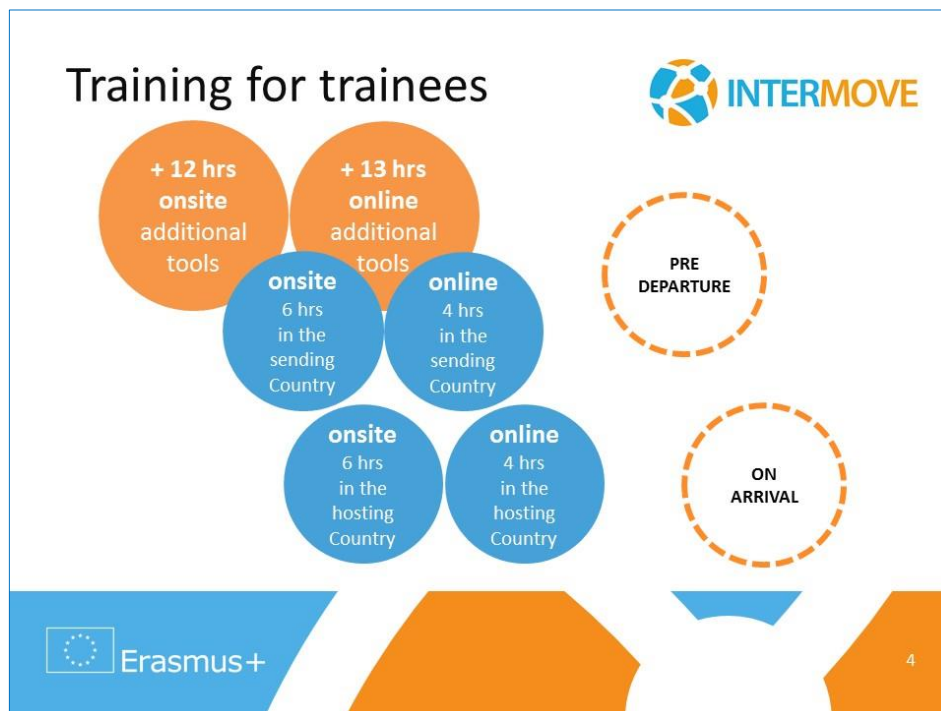 Training for trainees
INTERMOVE
+ 12 hrs
onsite
additional
tools
+ 13 hrs
online
additional
tools
onsite
6 hrs
in the
sending
Country
online
4 hrs
in the
sending
Country
PRE
DEPARTURE
onsite
6 hrs
in the
hosting
Country
online
4 hrs
in the
hosting
Country
ON
ARRIVAL
Erasmus+
4